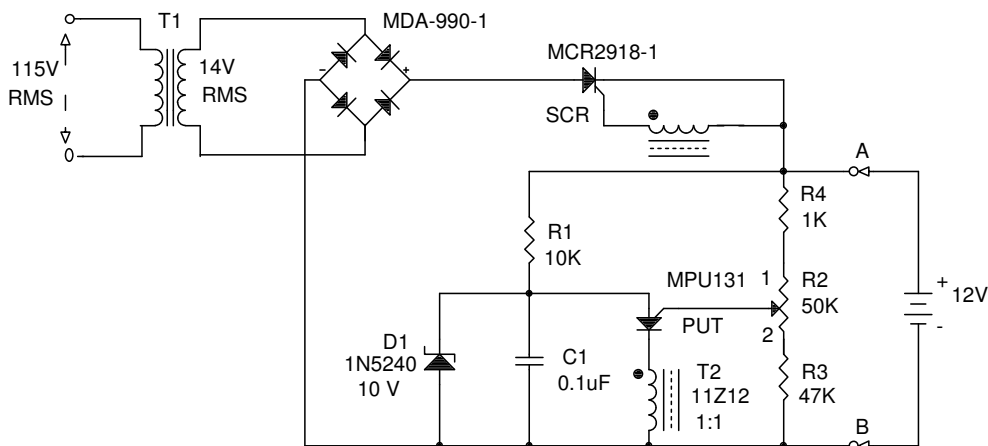 T1
MDA-990-1
115V
RMS
14V
RMS
-
+
MCR2918-1
SCR
A
R4
1K
R1
10K
MPU131
PUT
1
R2
50K
2
+
12V
-
D1
1N5240
10 V
C1
0.1uF
T2
11Z12
1:1
R3
47K
B